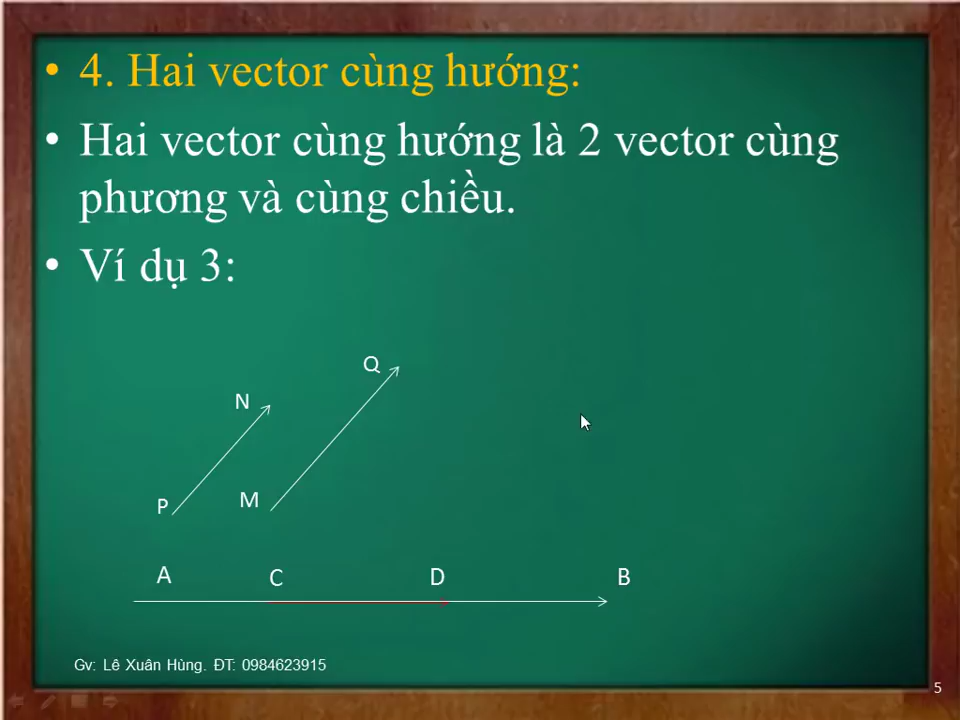 • 4. Hai vector cùng hướng:
• Hai vector cùng hướng là 2 vector cùng
phương và cùng chiều.
• Ví dụ 3:
Q
N
P
M
A C D B
Gv: Lê Xuân Hùng. ĐT: 0984623915
5